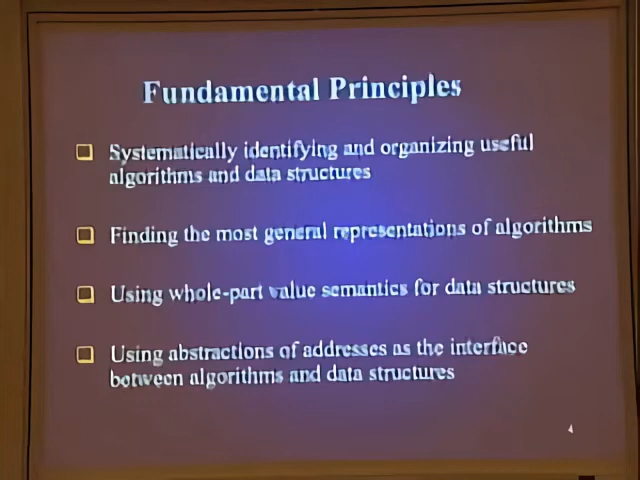 Fundamental Principles
Systematically identifying and organizing useful
algorithms and data structures
Finding the most general representations of algorithms
Using whole-part value semantics for data structures
Using abstractions of addresses as the interface
between algorithms and data structures